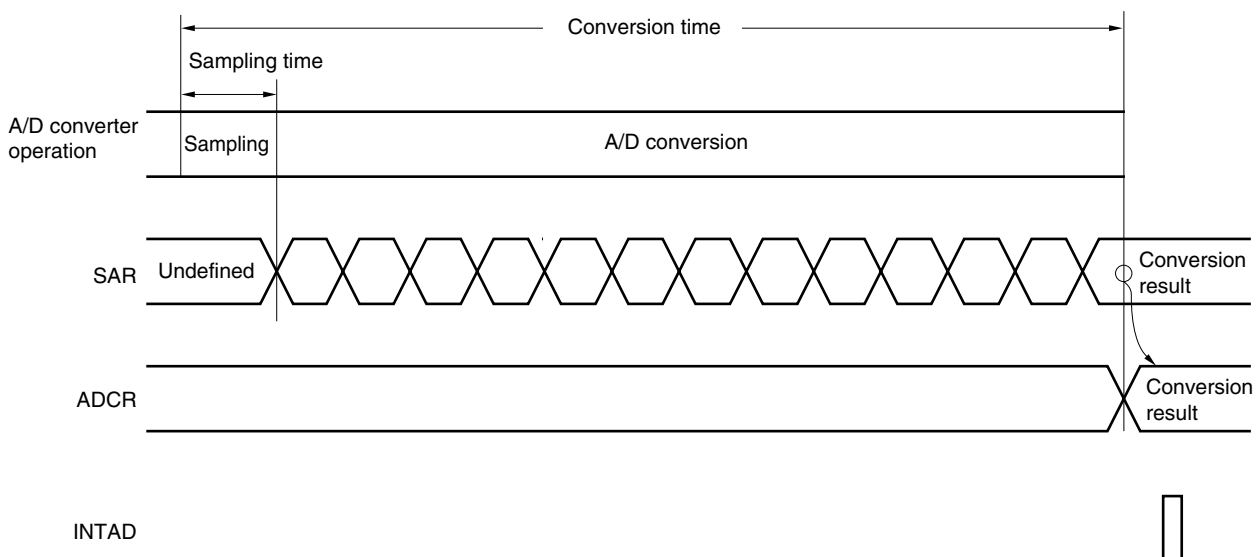 Conversion time
Sampling time
A/D converter
operation
Sampling
A/D conversion
SAR
Undefined
Conversion
result
ADCR
Conversion
result
INTAD